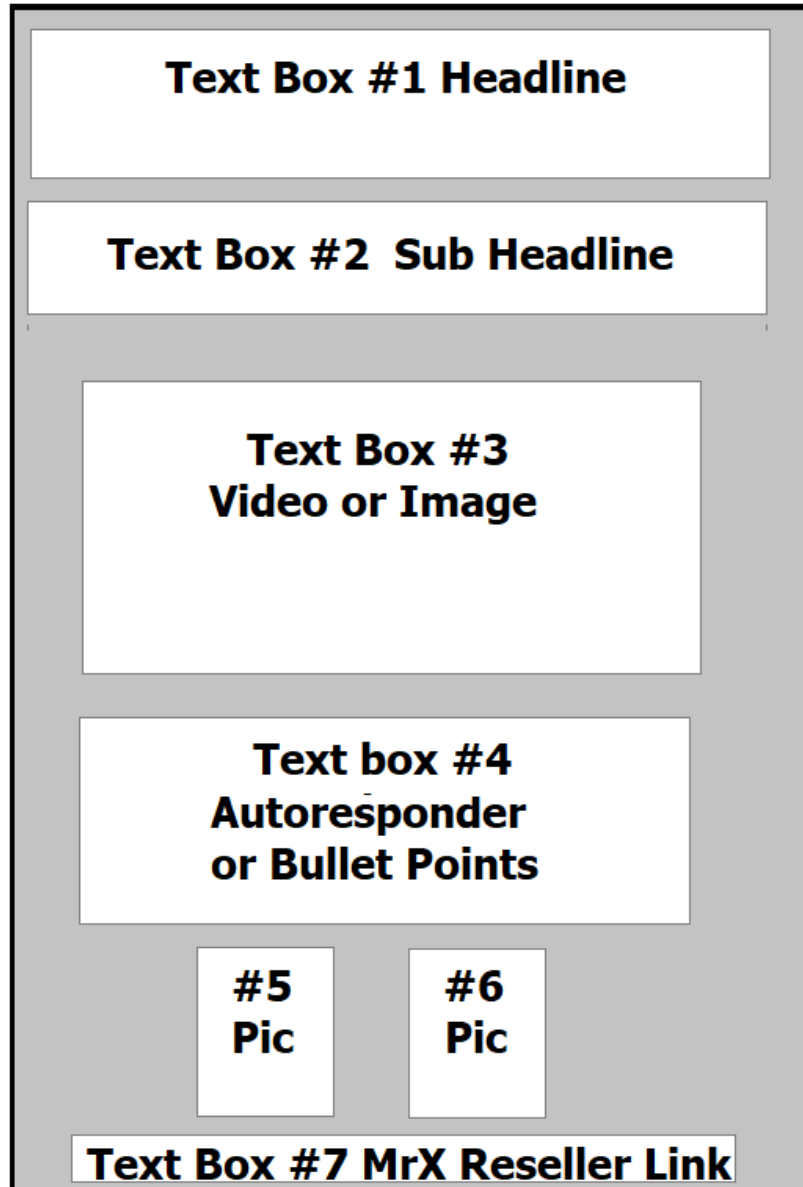 Text Box #1 Headline
Text Box #2 Sub Headline
Text Box #3
Video or Image
Text box #4
Autoresponder
or Bullet Points
#5
Pic
#6
Pic
Text Box #7 MrX Reseller Link